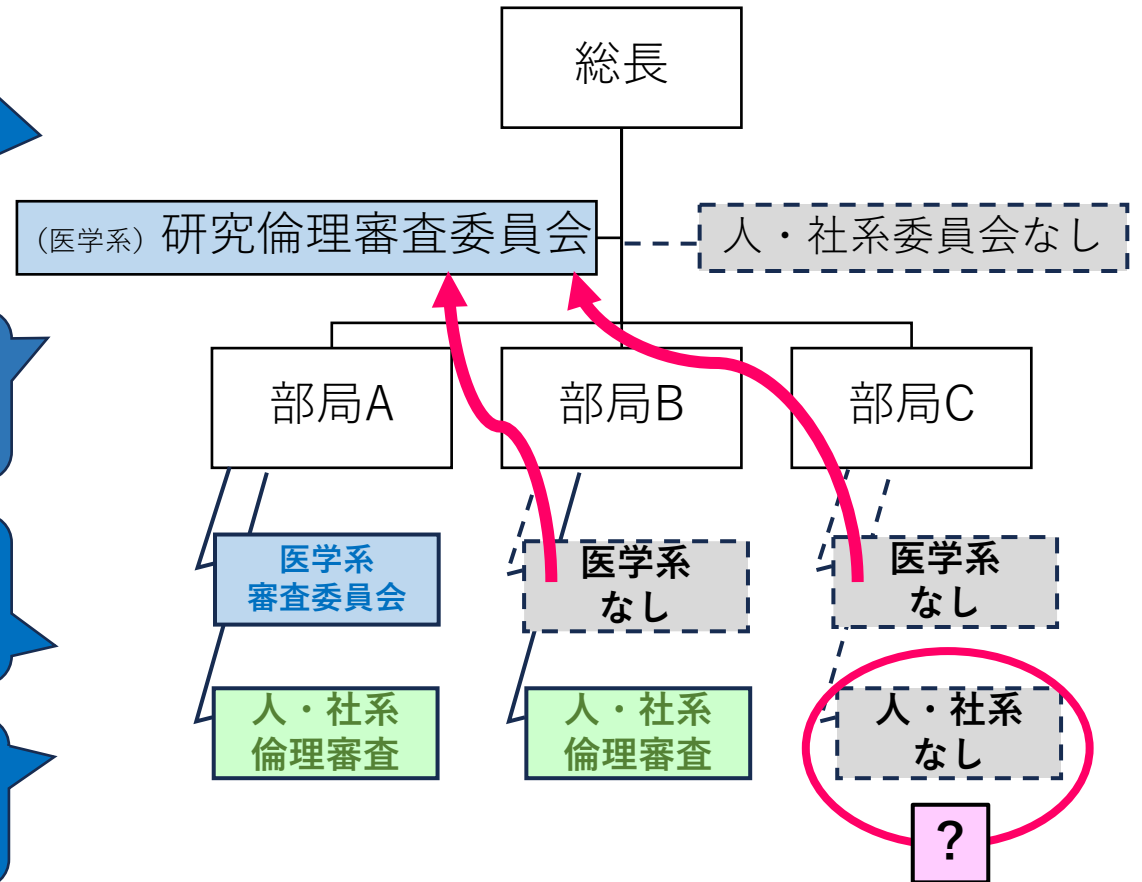 総長
（医学系）研究倫理審査委員会
人・社系委員会なし
部局A
部局B
部局C
医学系
審査委員会
医学系
なし
医学系
なし
人・社系
倫理審査
人・社系
倫理審査
人・社系
なし
？